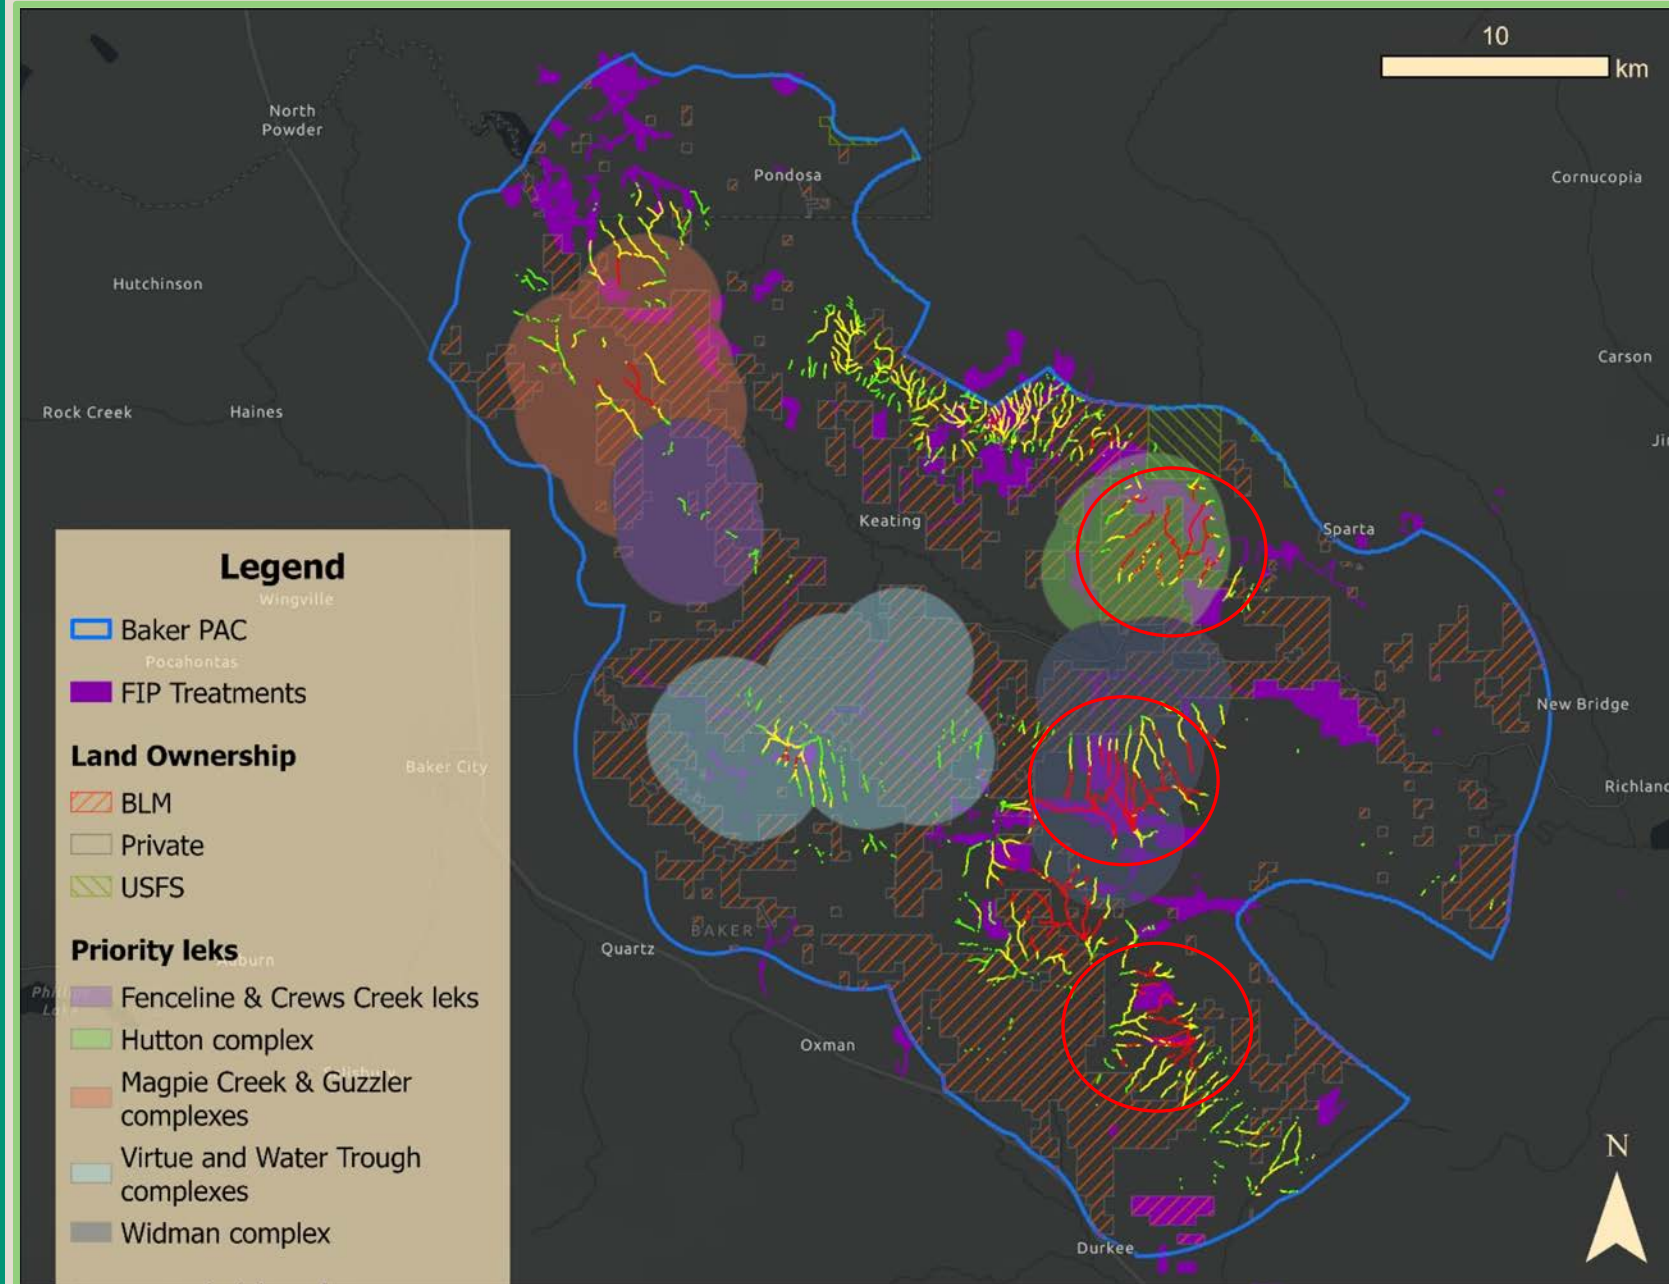 10
km
North
Powder
Pondosa
Cornucopia
Hutchinson
Carson
Rock Creek
Haines
Keating
Sparta
Legend
Wingville
Baker PAC
Pocahontas
FIP Treatments
New Bridge
Land Ownership
Baker City
BLM
Richland
Private
USFS
BAKER
Quartz
Priority leks
Auburn
Fenceline & Crews Creek leks
Hutton complex
Oxman
Magpie Creek & Guzzler
complexes
Virtue and Water Trough
complexes
Widman complex
N
Durkee